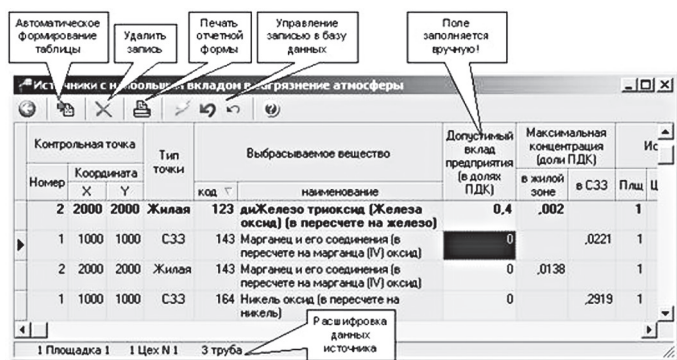 Автоматическое
формирование
таблицы
Удалить
запись
Печать
отчетной
формы
Управление
записью в базу
данных
Поле
заполняется
вручную!
Источники с наибольшим вкладом в загрязнение атмосферы
Контрольная точка
Тип
точки
Выбрасываемое вещество
Допустимый
вклад
предприятия
(в долях
ПДК)
Максимальная
концентрация
(доли ПДК)
Ис
Номер
Координата
X Y
код
наименование
в жилой
зоне
в СЗЗ
Плщ Ц
2 2000 2000 Жилая 123 диЖелезо триоксид (Железа
оксид) (в пересчете на железо) 0,4 ,002 1
1 1000 1000 СЗЗ 143 Марганец и его соединения (в
пересчете на марганца (IV) оксид) 0 ,0221 1
2 2000 2000 Жилая 143 Марганец и его соединения (в
пересчете на марганца (IV) оксид) 0 ,0138 1
1 1000 1000 СЗЗ 164 Никель оксид (в пересчете на
никель) 0 ,2919 1
Расшифровка
данных
источника
1 Площадка 1 1 Цех N 1 3 труба